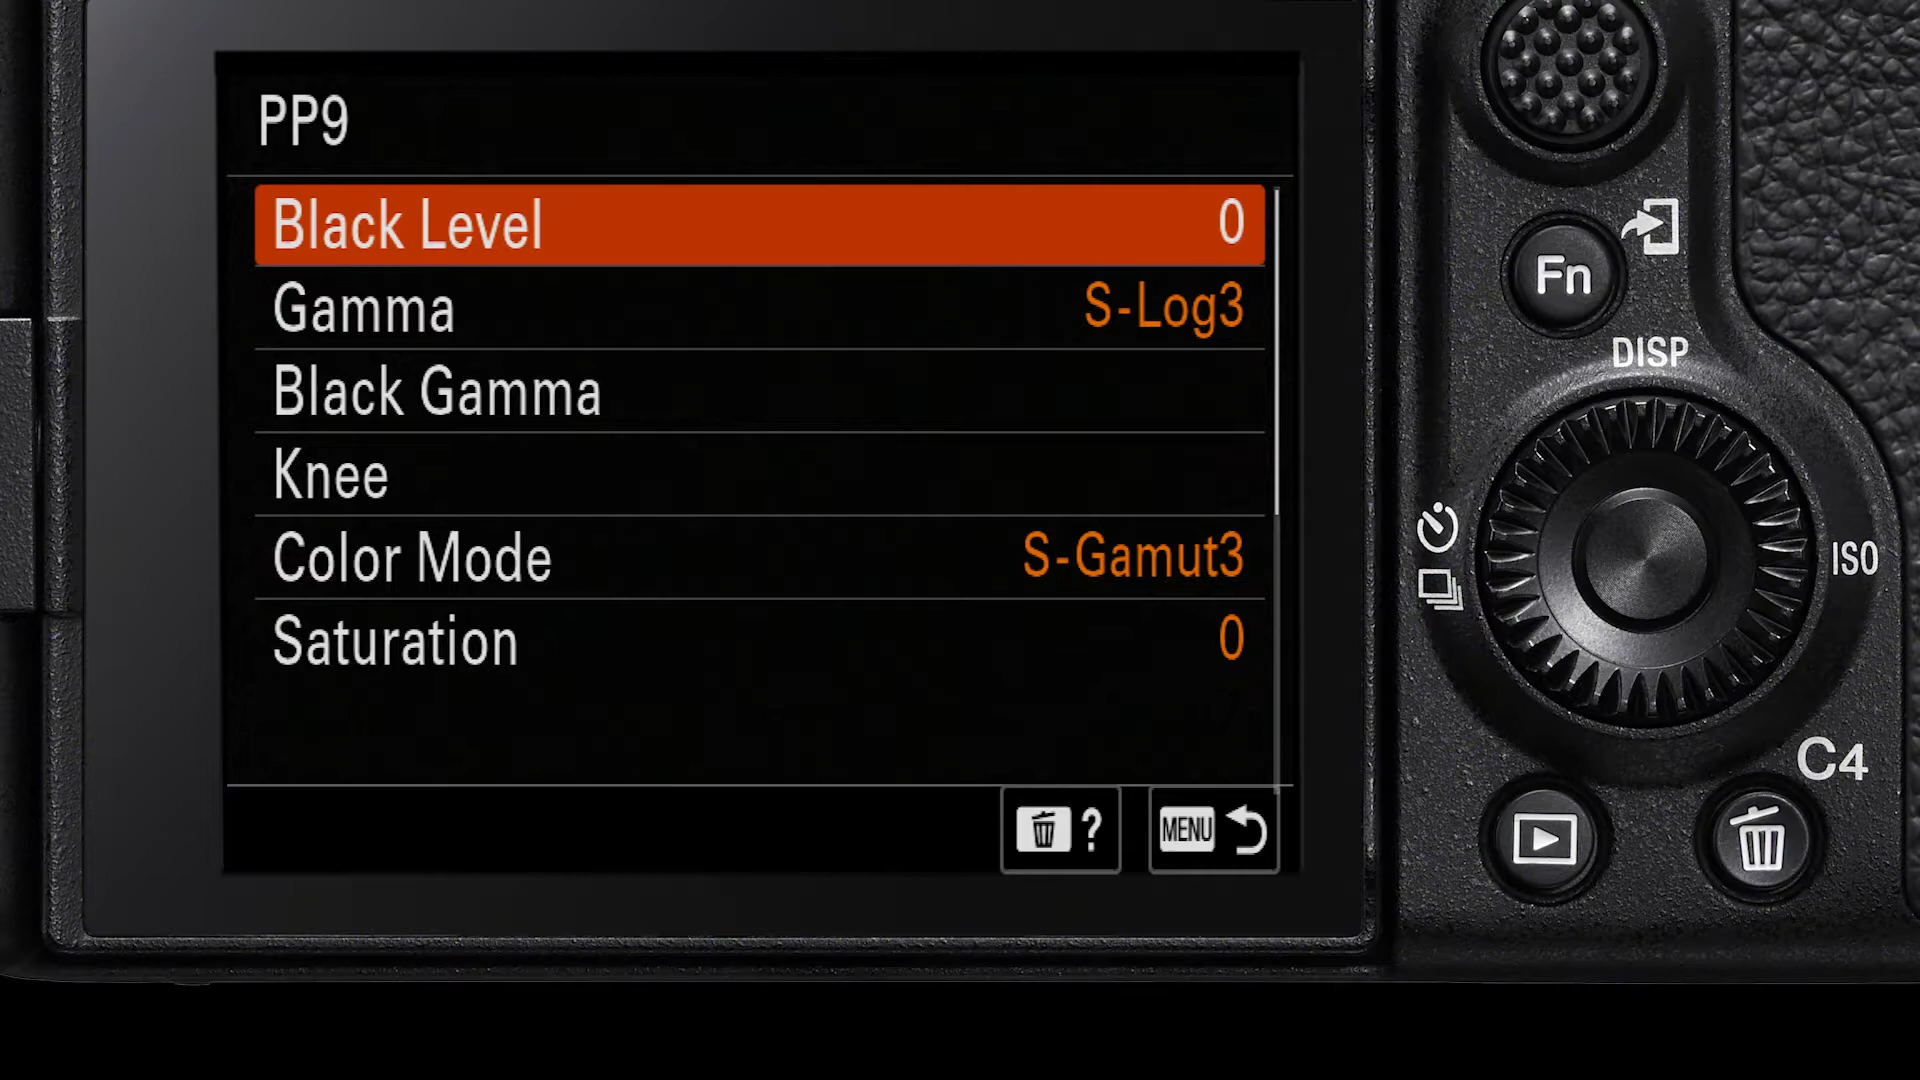 PP9
Black Level 0
Gamma S-Log3
Black Gamma
Knee
Color Mode S-Gamut3
Saturation 0
?
MENU
Fn
DISP
ISO
C4